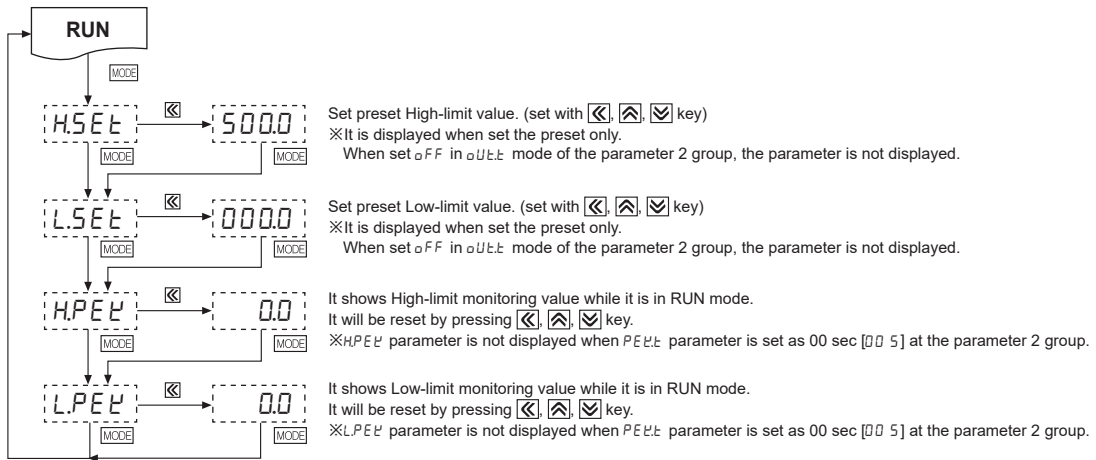 RUN
MODE
H.SEt
500.0
MODE
MODE
Set preset High-limit value. (set with «, ︽, ︾ key)
※It is displayed when set the preset only.
When set oFF in oUt.t mode of the parameter 2 group, the parameter is not displayed.
L.SEt
000.0
MODE
MODE
Set preset Low-limit value. (set with «, ︽, ︾ key)
※It is displayed when set the preset only.
When set oFF in oUt.t mode of the parameter 2 group, the parameter is not displayed.
H.PEK
0.0
MODE
MODE
It shows High-limit monitoring value while it is in RUN mode.
It will be reset by pressing «, ︽, ︾ key.
※H.PEK parameter is not displayed when PEK.t parameter is set as 00 sec [00 S] at the parameter 2 group.
L.PEK
0.0
MODE
MODE
It shows Low-limit monitoring value while it is in RUN mode.
It will be reset by pressing «, ︽, ︾ key.
※L.PEK parameter is not displayed when PEK.t parameter is set as 00 sec [00 S] at the parameter 2 group.